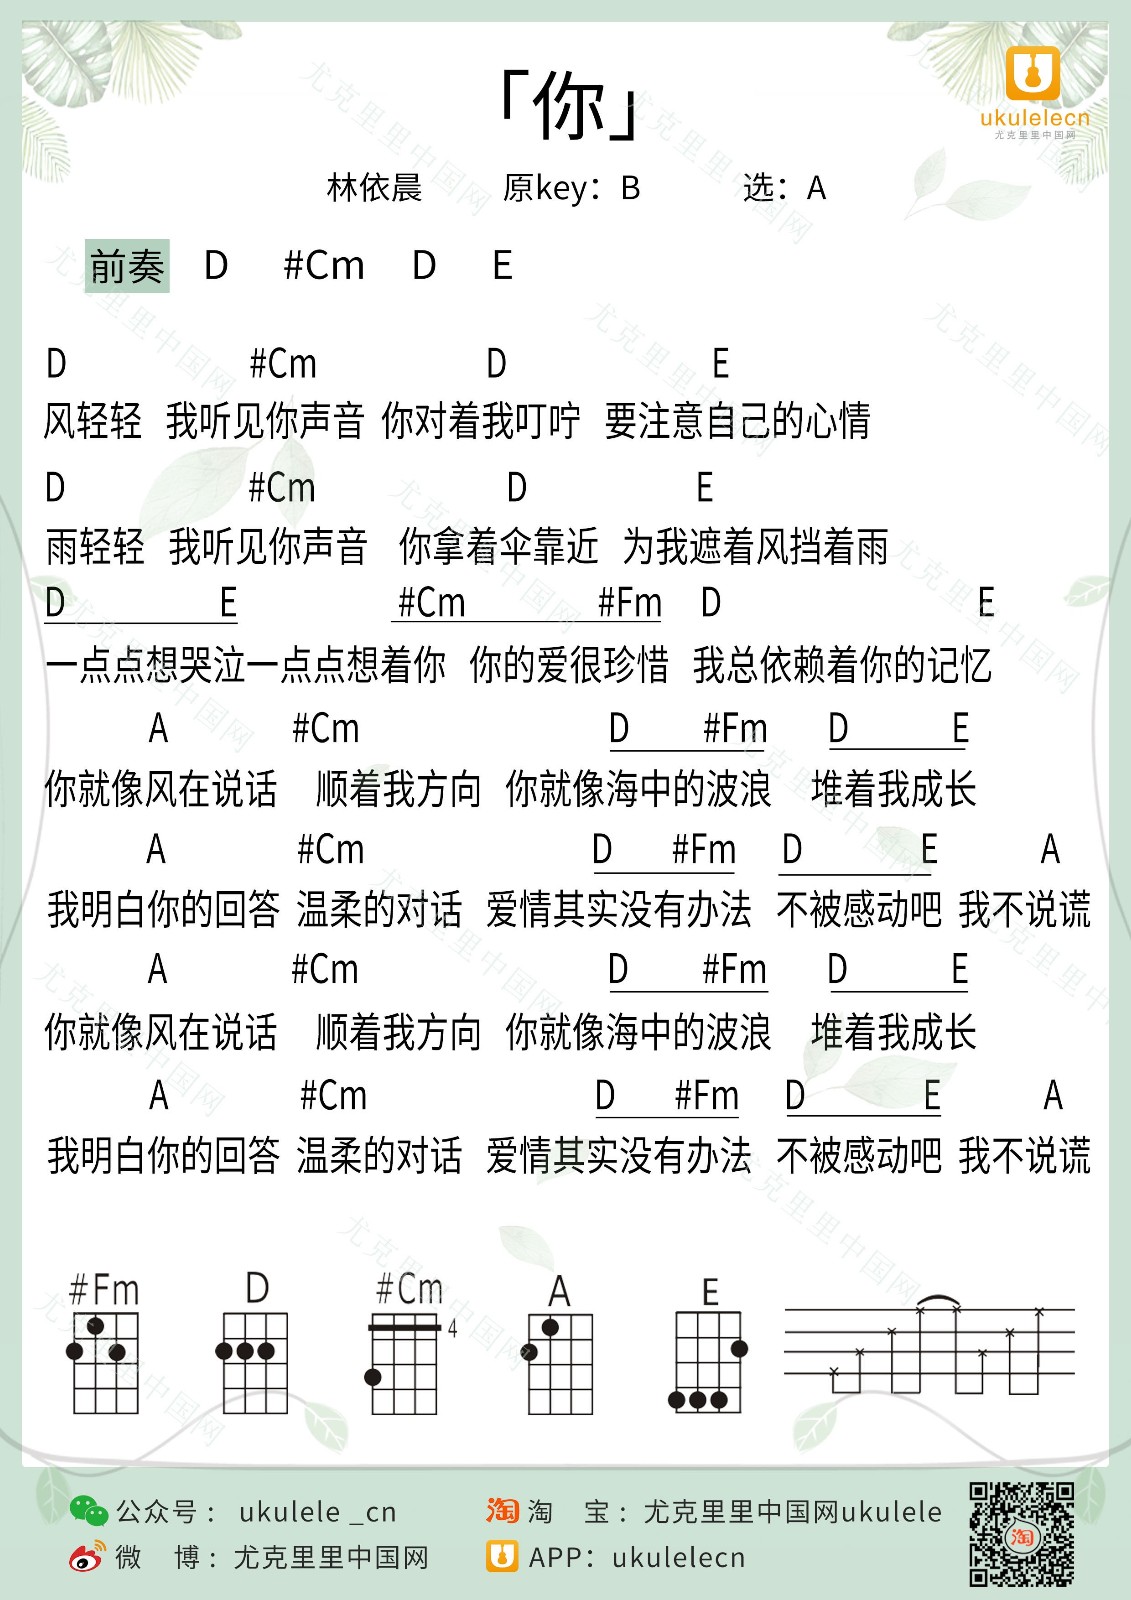 「你」
ukulelecn
尤克里里中国网
林依晨 原key：B 选：A
前奏 D #Cm D E
D #Cm D E
风轻轻 我听见你声音 你对着我叮咛 要注意自己的心情
D #Cm D E
雨轻轻 我听见你声音 你拿着伞靠近 为我遮着风挡着雨
D E #Cm #Fm D E
一点点想哭泣一点点想着你 你的爱很珍惜 我总依赖着你的记忆
A #Cm D #Fm D E
你就像风在说话 顺着我方向 你就像海中的波浪 堆着我成长
A #Cm D #Fm D E A
我明白你的回答 温柔的对话 爱情其实没有办法 不被感动吧 我不说谎
A #Cm D #Fm D E
你就像风在说话 顺着我方向 你就像海中的波浪 堆着我成长
A #Cm D #Fm D E A
我明白你的回答 温柔的对话 爱情其实没有办法 不被感动吧 我不说谎
#Fm D #Cm A E
4
公众号： ukulele _cn 淘 淘 宝：尤克里里中国网ukulele
微 博：尤克里里中国网 APP：ukulelecn
淘